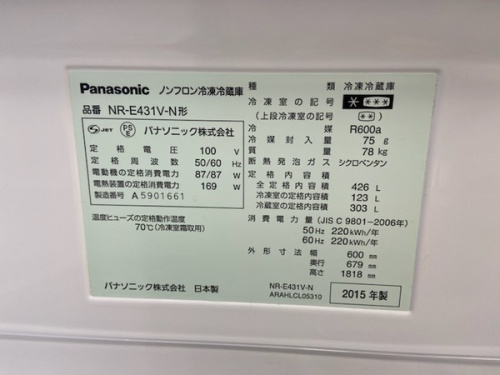 Panasonic ノンフロン冷凍冷蔵庫
品番 NR-E431V-N形
JET PS E パナソニック株式会社
定格電圧 100 V
定格周波数 50/60 Hz
電動機の定格消費電力 87/87 W
電熱装置の定格消費電力 169 W
製造番号 A 5901661
温度ヒューズの定格動作温度
70℃(冷凍室霜取用)
パナソニック株式会社 日本製
種類 冷凍冷蔵庫
冷凍室の記号 * ***
(上段冷凍室の記号)
冷媒 R600a
冷媒封入量 75 g
質量 78 kg
断熱発泡ガス シクロペンタン
定格内容積
全定格内容積 426 L
冷凍室の定格内容積 123 L
冷蔵室の定格内容積 303 L
消費電力量(JIS C 9801-2006年)
50 Hz 220 kWh/年
60 Hz 220 kWh/年
外形寸法 幅 600 mm
奥行 679 mm
高さ 1818 mm
NR-E431V-N
ARAHLCL05310
2015 年製